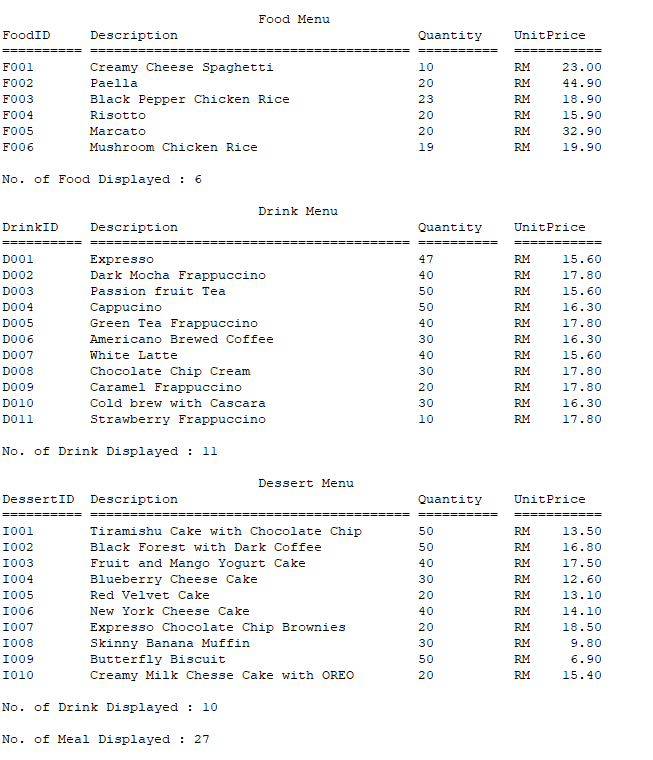 Food Menu
FoodID Description Quantity UnitPrice
========== ======================================== ========== ===========
F001 Creamy Cheese Spaghetti 10 RM 23.00
F002 Paella 20 RM 44.90
F003 Black Pepper Chicken Rice 23 RM 18.90
F004 Risotto 20 RM 15.90
F005 Marcato 20 RM 32.90
F006 Mushroom Chicken Rice 19 RM 19.90
No. of Food Displayed : 6
Drink Menu
DrinkID Description Quantity UnitPrice
========== ======================================== ========== ===========
D001 Expresso 47 RM 15.60
D002 Dark Mocha Frappuccino 40 RM 17.80
D003 Passion fruit Tea 50 RM 15.60
D004 Cappucino 50 RM 16.30
D005 Green Tea Frappuccino 40 RM 17.80
D006 Americano Brewed Coffee 30 RM 16.30
D007 White Latte 40 RM 15.60
D008 Chocolate Chip Cream 30 RM 17.80
D009 Caramel Frappuccino 20 RM 17.80
D010 Cold brew with Cascara 30 RM 16.30
D011 Strawberry Frappuccino 10 RM 17.80
No. of Drink Displayed : 11
Dessert Menu
DessertID Description Quantity UnitPrice
========== ======================================== ========== ===========
I001 Tiramishu Cake with Chocolate Chip 50 RM 13.50
I002 Black Forest with Dark Coffee 50 RM 16.80
I003 Fruit and Mango Yogurt Cake 40 RM 17.50
I004 Blueberry Cheese Cake 30 RM 12.60
I005 Red Velvet Cake 20 RM 13.10
I006 New York Cheese Cake 40 RM 14.10
I007 Expresso Chocolate Chip Brownies 20 RM 18.50
I008 Skinny Banana Muffin 30 RM 9.80
I009 Butterfly Biscuit 50 RM 6.90
I010 Creamy Milk Chesse Cake with OREO 20 RM 15.40
No. of Drink Displayed : 10
No. of Meal Displayed : 27